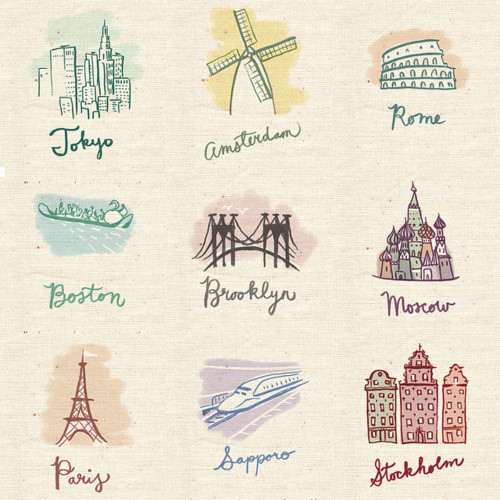 Tokyo
Amsterdam
Rome
Boston
Brooklyn
Moscow
Paris
Sapporo
Stockholm